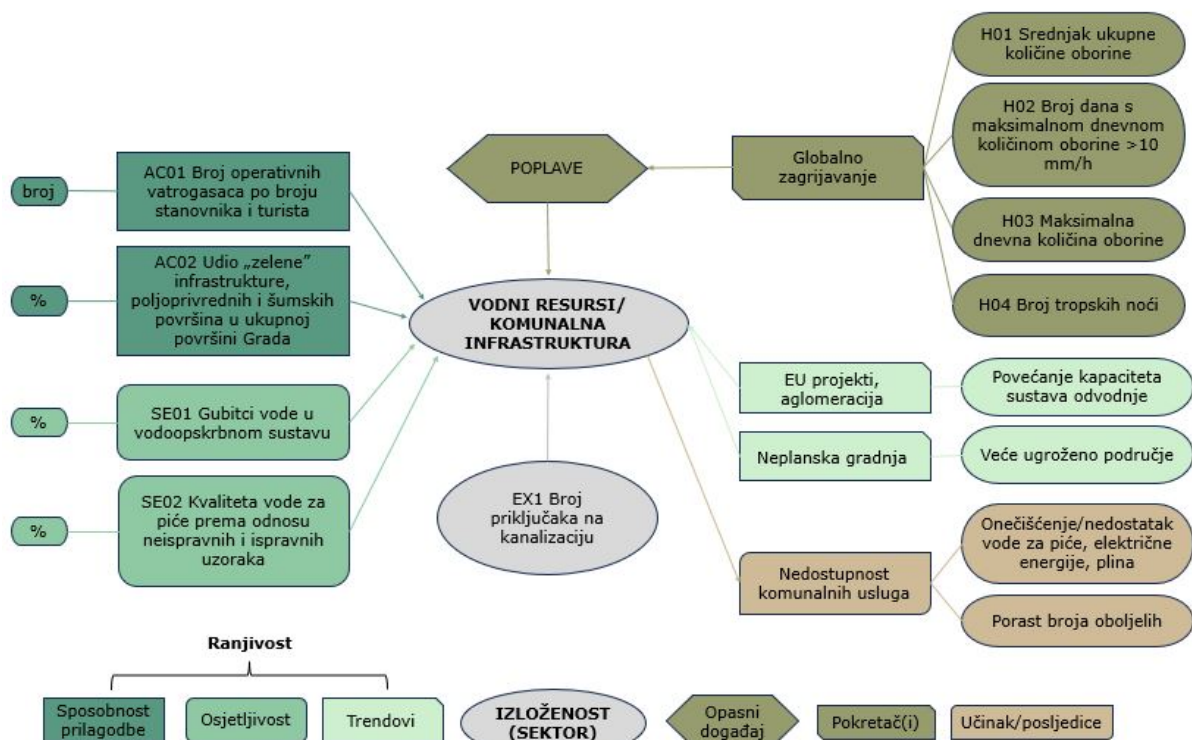 broj
AC01 Broj operativnih
vatrogasaca po broju
stanovnika i turista
%
AC02 Udio „zelene”
infrastrukture,
poljoprivrednih i šumskih
površina u ukupnoj
površini Grada
%
SE01 Gubitci vode u
vodoopskrbnom sustavu
%
SE02 Kvaliteta vode za
piće prema odnosu
neispravnih i ispravnih
uzoraka
POPLAVE
VODNI RESURSI/
KOMUNALNA
INFRASTRUKTURA
EX1 Broj
priključaka na
kanalizaciju
Globalno
zagrijavanje
H01 Srednjak ukupne
količine oborine
H02 Broj dana s
maksimalnom dnevnom
količinom oborine >10
mm/h
H03 Maksimalna
dnevna količina oborine
H04 Broj tropskih noći
EU projekti,
aglomeracija
Povećanje kapaciteta
sustava odvodnje
Neplanska gradnja
Veće ugroženo područje
Nedostupnost
komunalnih usluga
Onečišćenje/nedostatak
vode za piće, električne
energije, plina
Porast broja oboljelih
Ranjivost
Sposobnost
prilagodbe
Osjetljivost
Trendovi
IZLOŽENOST
(SEKTOR)
Opasni
događaj
Pokretač(i)
Učinak/posljedice